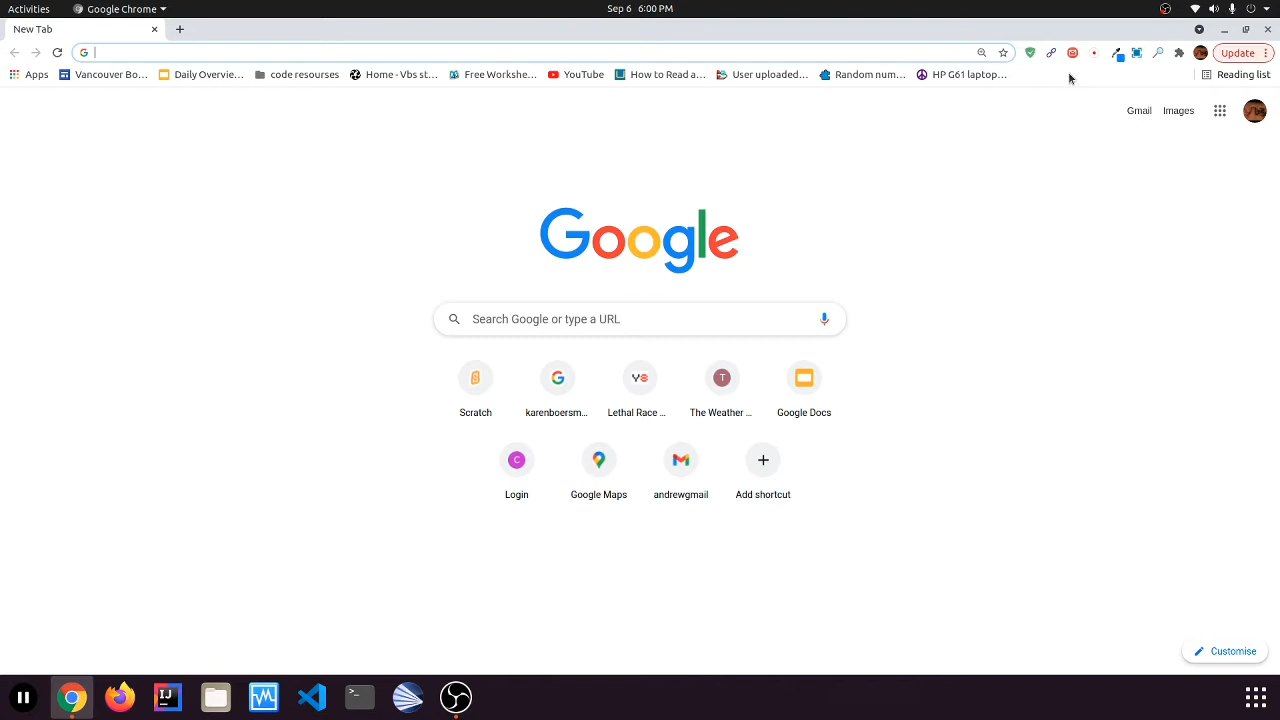 Activities Google Chrome Sep 6 6:00 PM
New Tab
Update
Apps Vancouver Bo... Daily Overvie... code resourses Home - Vbs st... Free Workshe... YouTube How to Read a... User uploaded... Random num... HP G61 laptop... Reading list
Gmail Images
Google
Search Google or type a URL
Scratch karenboersm... Lethal Race ... The Weather ... Google Docs
Login Google Maps andrewgmail Add shortcut
Customise